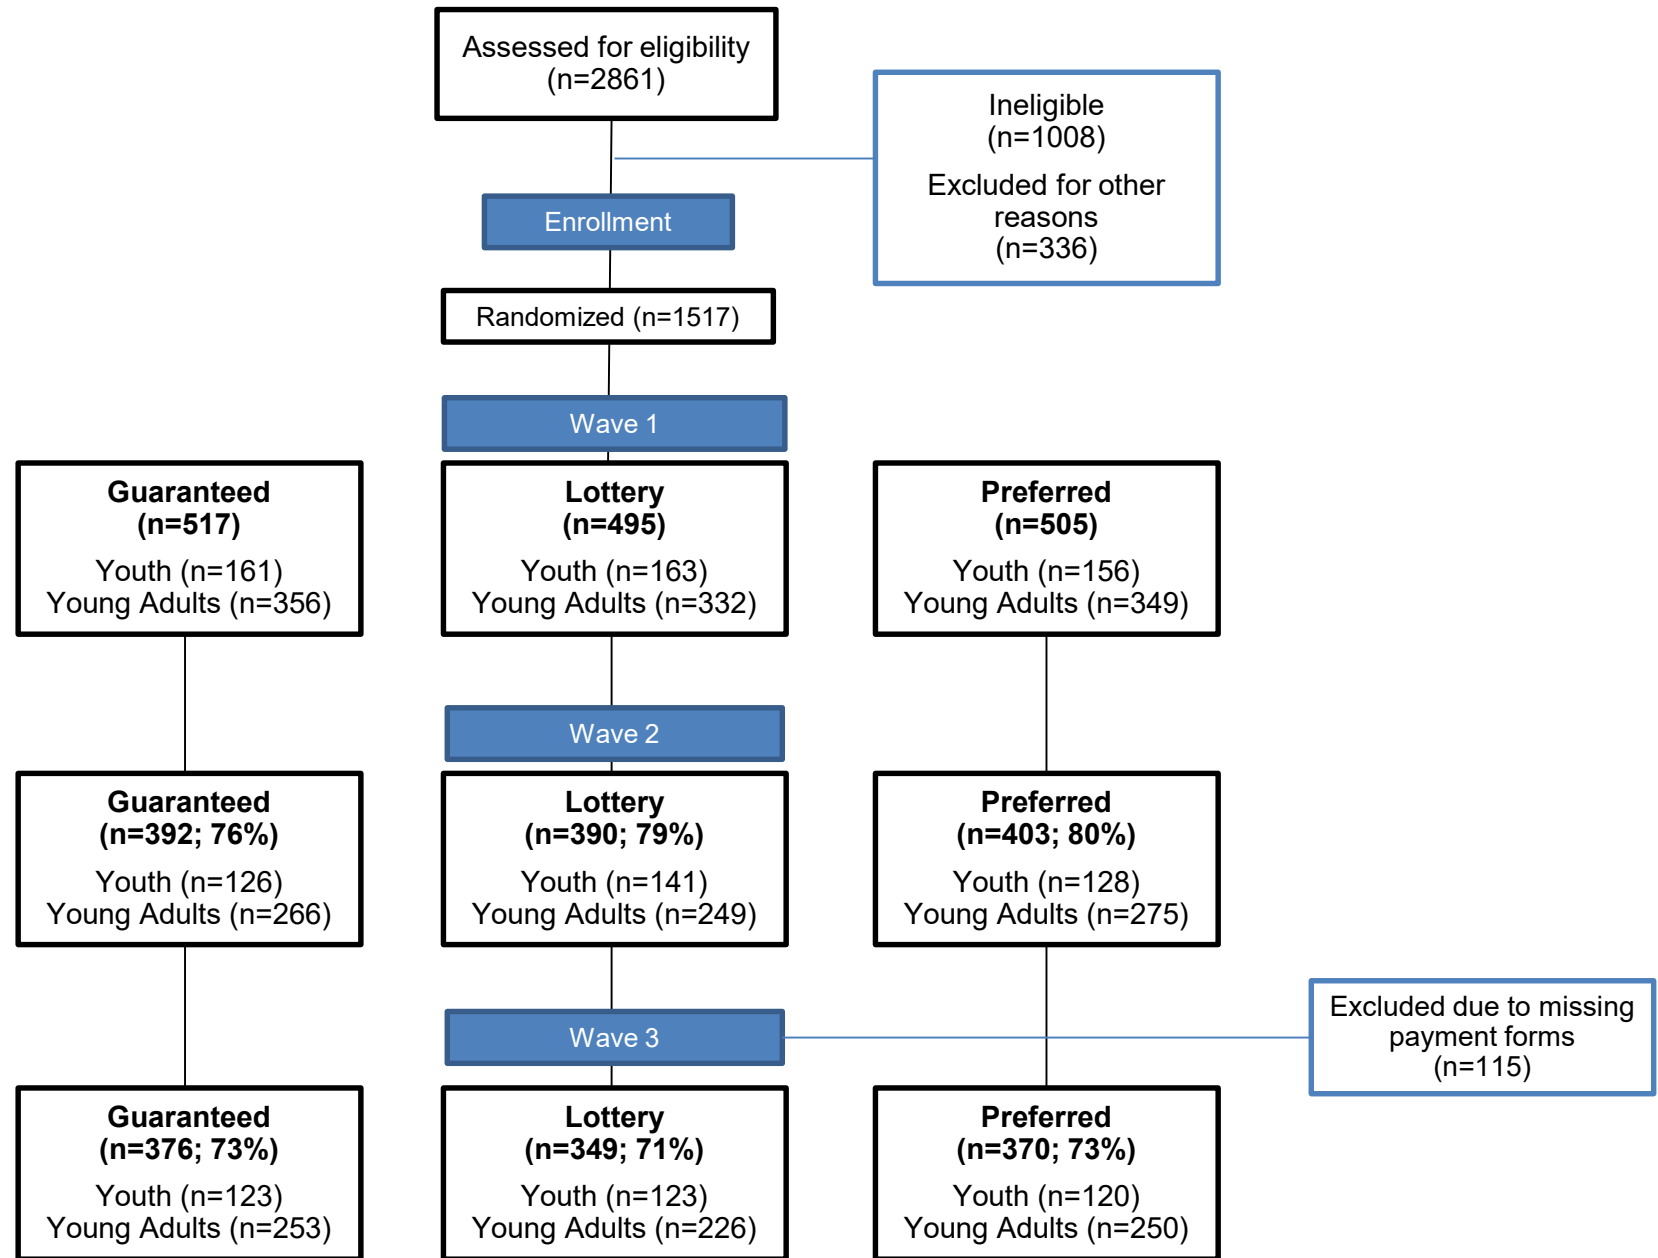 Assessed for eligibility
(n=2861)
Ineligible
(n=1008)
Excluded for other
reasons
(n=336)
Enrollment
Randomized (n=1517)
Wave 1
Guaranteed
(n=517)
Youth (n=161)
Young Adults (n=356)
Lottery
(n=495)
Youth (n=163)
Young Adults (n=332)
Preferred
(n=505)
Youth (n=156)
Young Adults (n=349)
Wave 2
Guaranteed
(n=392; 76%)
Youth (n=126)
Young Adults (n=266)
Lottery
(n=390; 79%)
Youth (n=141)
Young Adults (n=249)
Preferred
(n=403; 80%)
Youth (n=128)
Young Adults (n=275)
Wave 3
Excluded due to missing
payment forms
(n=115)
Guaranteed
(n=376; 73%)
Youth (n=123)
Young Adults (n=253)
Lottery
(n=349; 71%)
Youth (n=123)
Young Adults (n=226)
Preferred
(n=370; 73%)
Youth (n=120)
Young Adults (n=250)